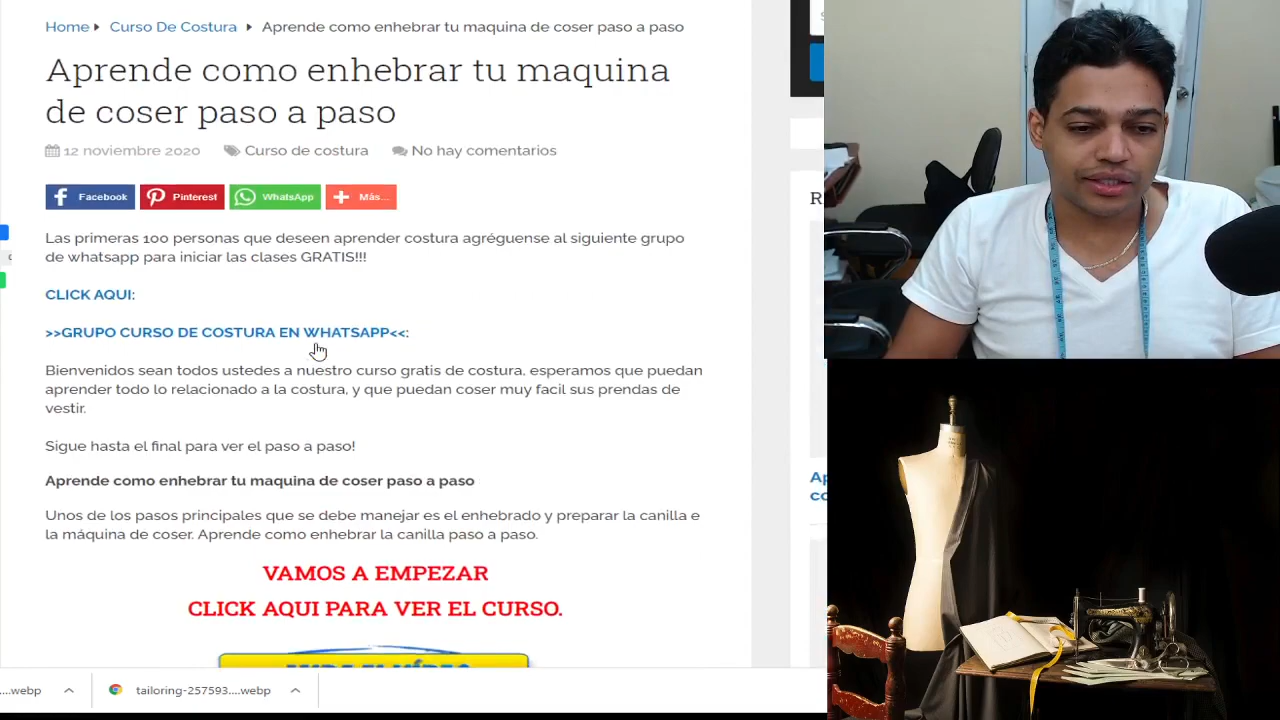 Home Curso De Costura Aprende como enhebrar tu maquina de coser paso a paso
Aprende como enhebrar tu maquina
de coser paso a paso
12 noviembre 2020 Curso de costura No hay comentarios
Facebook Pinterest WhatsApp Más...
Las primeras 100 personas que deseen aprender costura agréguense al siguiente grupo
de whatsapp para iniciar las clases GRATIS!!!
CLICK AQUI:
>>GRUPO CURSO DE COSTURA EN WHATSAPP<<:
Bienvenidos sean todos ustedes a nuestro curso gratis de costura, esperamos que puedan
aprender todo lo relacionado a la costura, y que puedan coser muy facil sus prendas de
vestir.
Sigue hasta el final para ver el paso a paso!
Aprende como enhebrar tu maquina de coser paso a paso
Unos de los pasos principales que se debe manejar es el enhebrado y preparar la canilla e
la máquina de coser. Aprende como enhebrar la canilla paso a paso.
VAMOS A EMPEZAR
CLICK AQUI PARA VER EL CURSO.
....webp
tailoring-257593....webp
R
Ap
co